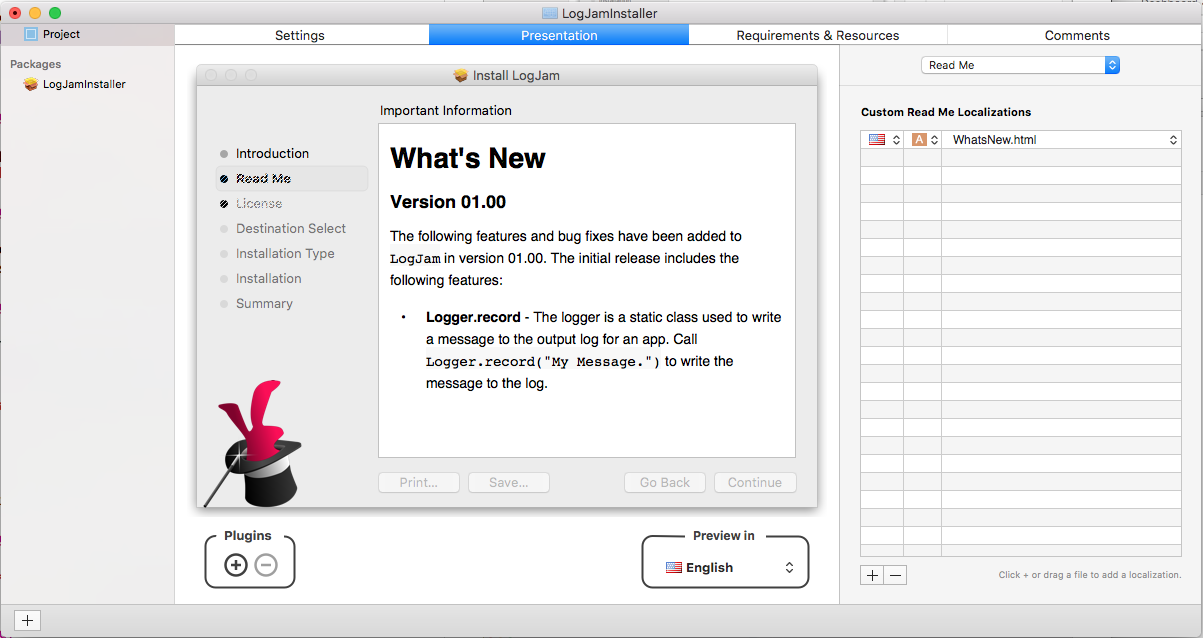 LogJamInstaller
Project
Packages
LogJamInstaller
Settings
Presentation
Requirements & Resources
Comments
Install LogJam
Important Information
Introduction
Read Me
License
Destination Select
Installation Type
Installation
Summary
What's New
Version 01.00
The following features and bug fixes have been added to
LogJam in version 01.00. The initial release includes the
following features:
• Logger.record - The logger is a static class used to write
a message to the output log for an app. Call
Logger.record("My Message.") to write the
message to the log.
Print...
Save...
Go Back
Continue
Plugins
Preview in
English
Read Me
Custom Read Me Localizations
A
WhatsNew.html
Click + or drag a file to add a localization.